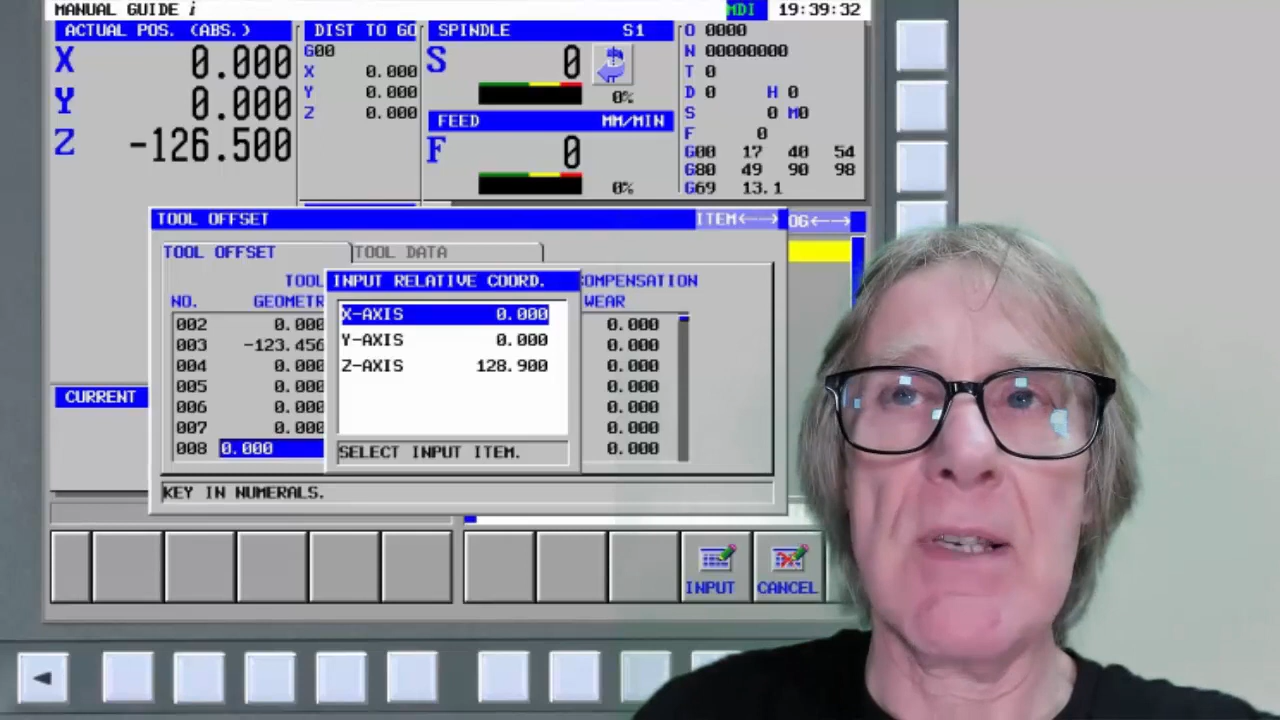 MANUAL GUIDE i MDI 19:39:32
ACTUAL POS. (ABS.) DIST TO GO SPINDLE S1 O 0000
X 0.000 G00 S 0 0% N 00000000
Y 0.000 X 0.000 T 0
Z -126.500 Y 0.000 D 0 H 0
Z 0.000 S 0 M0
FEED MM/MIN F 0
F 0 0% G00 17 40 54
G80 49 90 98
G69 13.1
TOOL OFFSET ITEM←→ 06←→
TOOL OFFSET TOOL DATA
TOOL INPUT RELATIVE COORD. COMPENSATION
NO. GEOMETR WEAR
002 0.000 X-AXIS 0.000 0.000
003 -123.456 Y-AXIS 0.000 0.000
004 0.000 Z-AXIS 128.900 0.000
005 0.000 0.000
006 0.000 0.000
007 0.000 0.000
008 0.000 0.000
SELECT INPUT ITEM.
CURRENT
KEY IN NUMERALS.
INPUT CANCEL